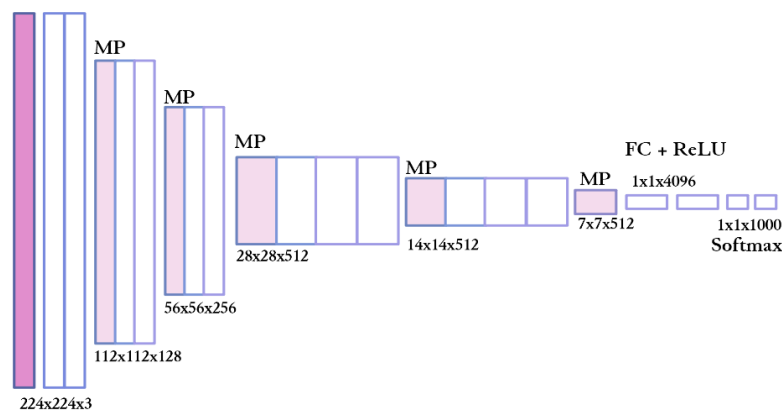 MP
MP
MP
MP
FC + ReLU
MP
1x1x4096
7x7x512
1x1x1000
Softmax
14x14x512
28x28x512
56x56x256
112x112x128
224x224x3